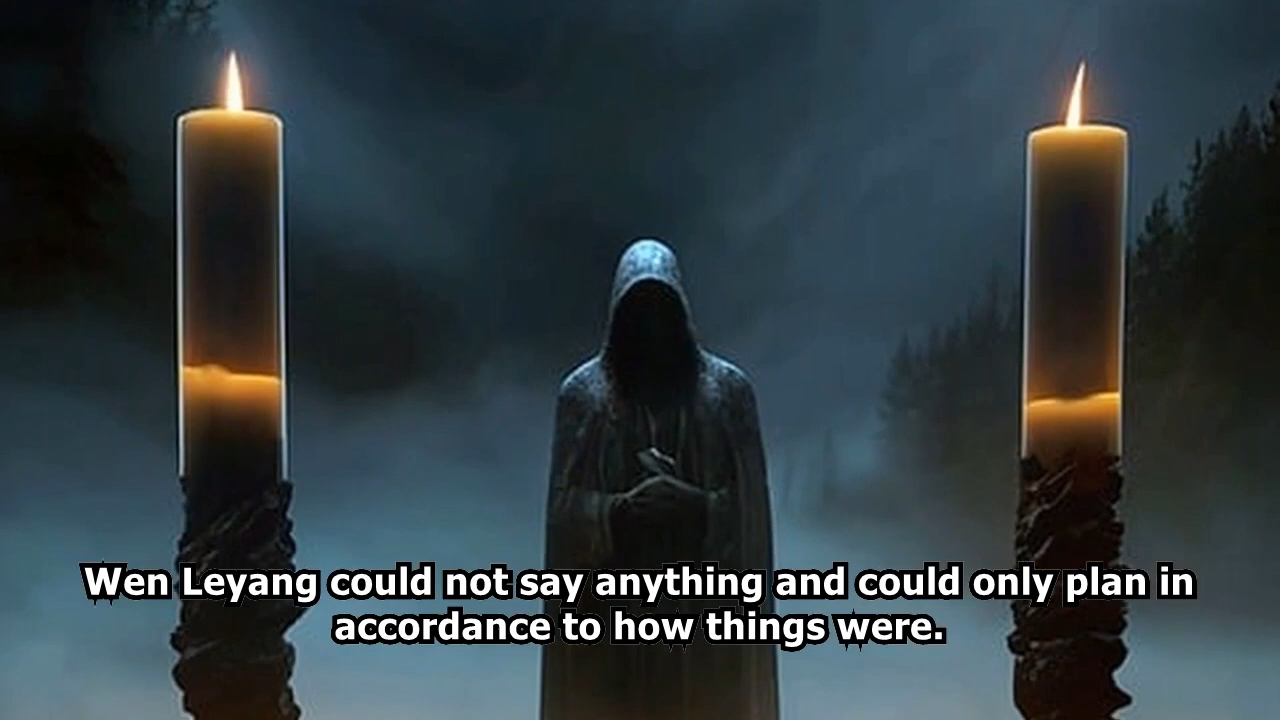 Wen Leyang could not say anything and could only plan in
accordance to how things were.